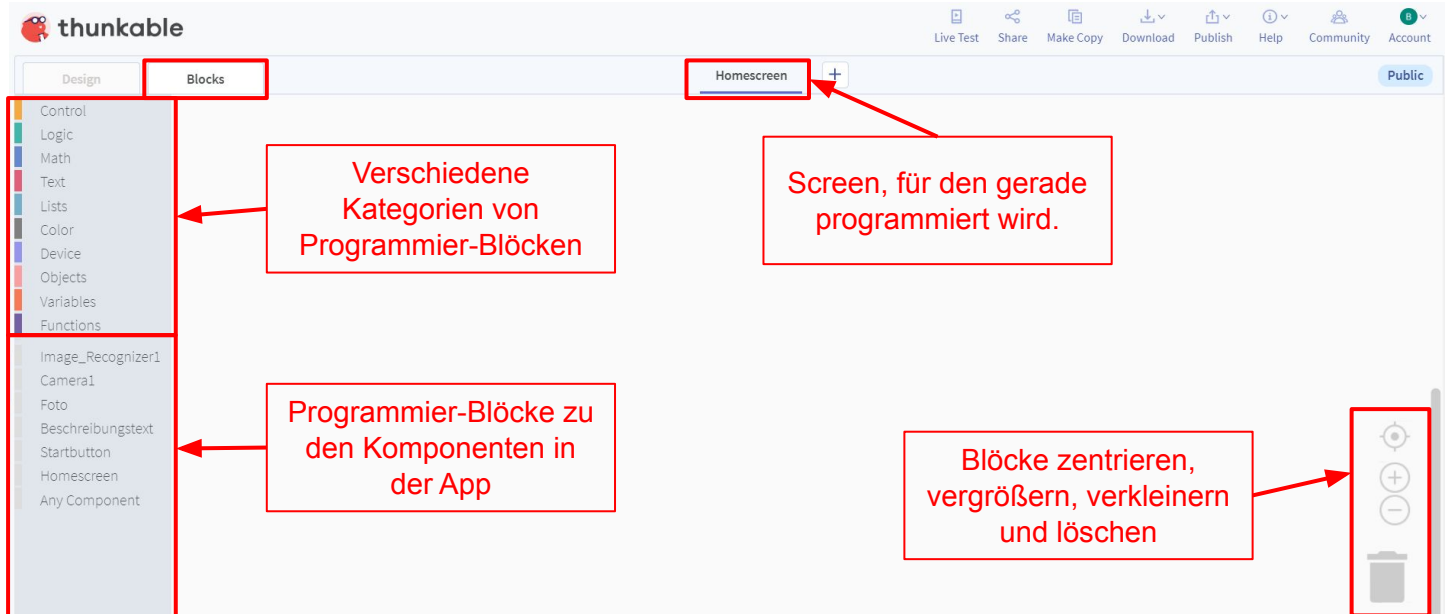 thunkable
Live Test Share Make Copy Download Publish Help Community B Account
Design Blocks Homescreen + Public
Control
Logic
Math
Text
Lists
Color
Device
Objects
Variables
Functions
Image_Recognizer1
Camera1
Foto
Beschreibungstext
Startbutton
Homescreen
Any Component
Verschiedene
Kategorien von
Programmier-Blöcken
Screen, für den gerade
programmiert wird.
Programmier-Blöcke zu
den Komponenten in
der App
Blöcke zentrieren,
vergrößern, verkleinern
und löschen